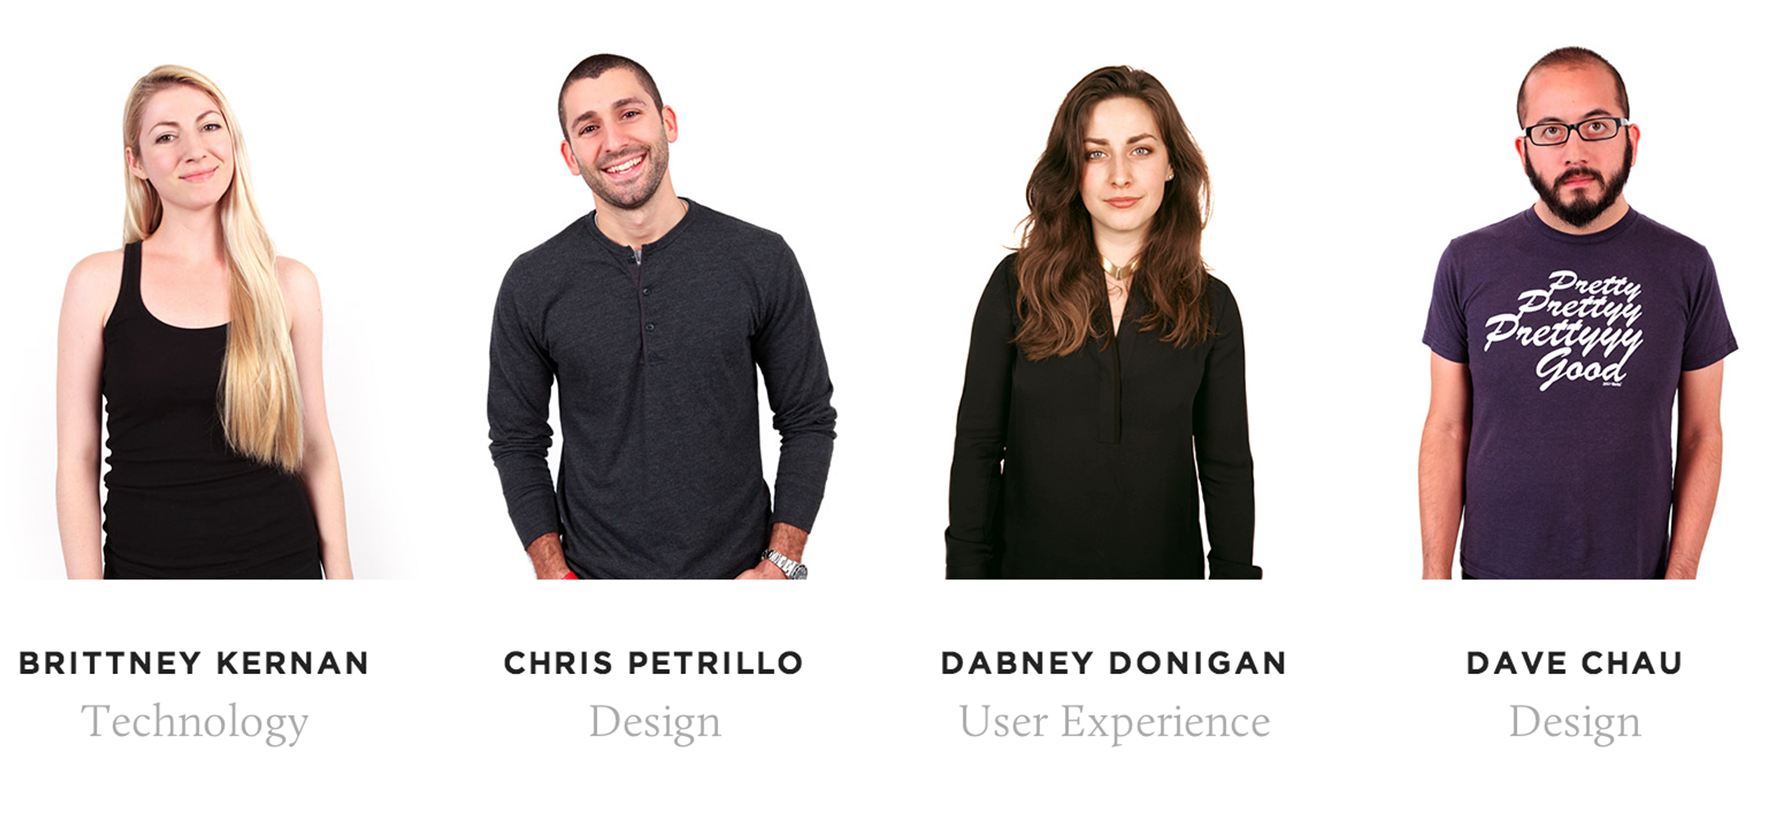 Pretty
Prettyy
Prettyyy
Good
BRITTNEY KERNAN
Technology
CHRIS PETRILLO
Design
DABNEY DONIGAN
User Experience
DAVE CHAU
Design